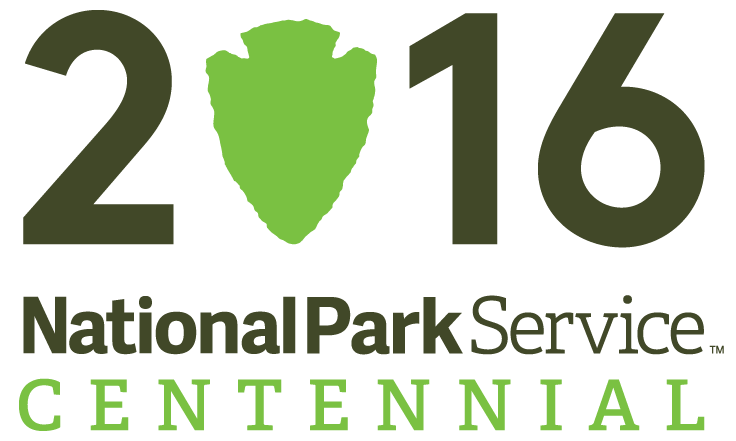 2016
National Park Service™
CENTENNIAL